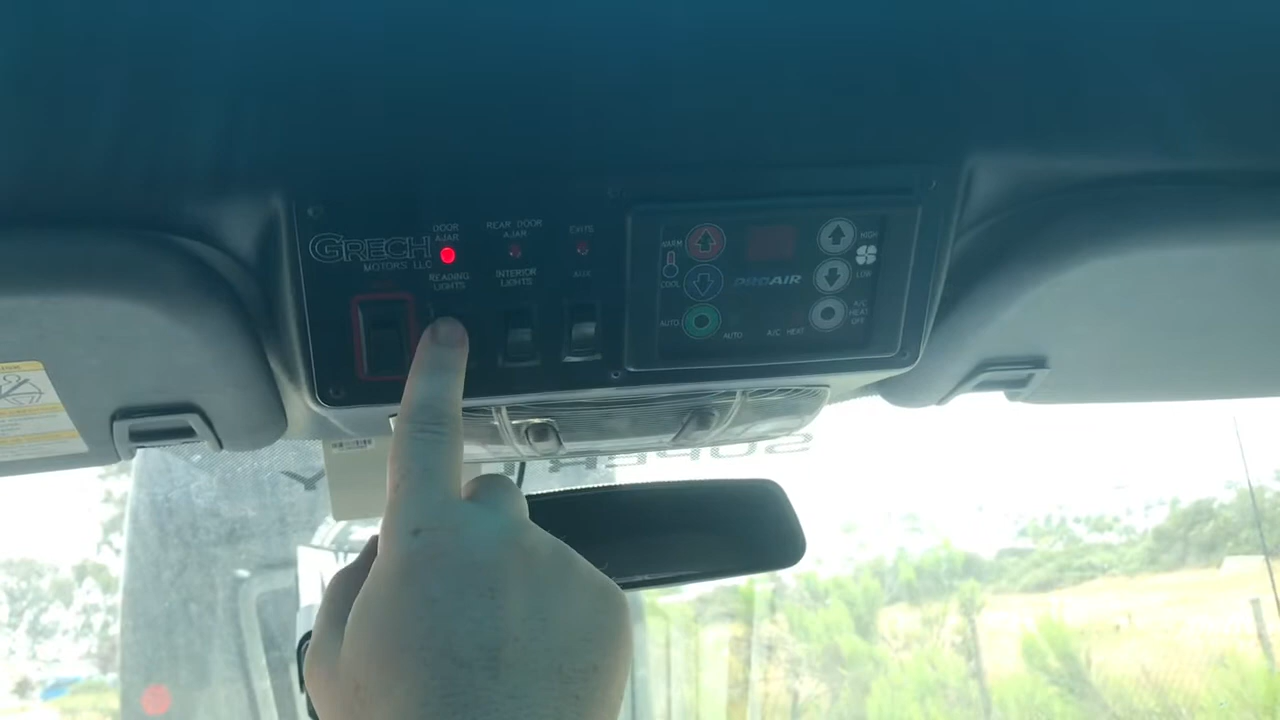 DOOR
AJAR
REAR DOOR
AJAR
EXITS
GRECH
MOTORS LLC
READING
LIGHTS
INTERIOR
LIGHTS
AUX
WARM
COOL
AUTO
AUTO
PROAIR
A/C HEAT
HIGH
LOW
A/C
HEAT
OFF